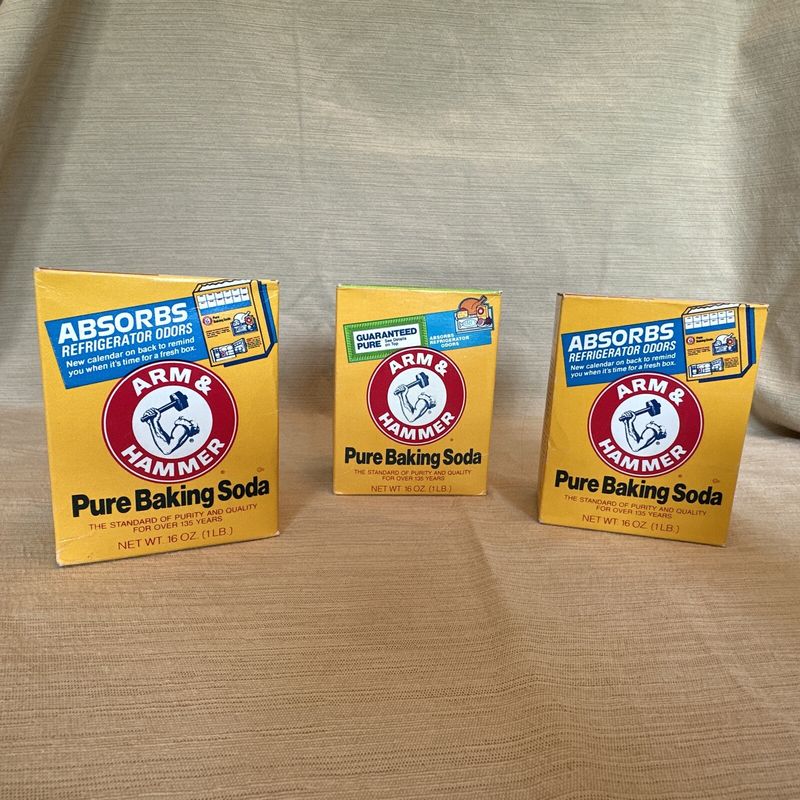 ABSORBS
REFRIGERATOR ODORS
New calendar on back to remind
you when it's time for a fresh box.
ARM &
HAMMER
Pure Baking Soda
THE STANDARD OF PURITY AND QUALITY
FOR OVER 135 YEARS
NET WT. 16 OZ. (1 LB.)
GUARANTEED
PURE
See Details
on Top
ABSORBS
REFRIGERATOR
ODORS
ARM &
HAMMER
Pure Baking Soda
THE STANDARD OF PURITY AND QUALITY
FOR OVER 135 YEARS
NET WT. 16 OZ. (1 LB.)
ABSORBS
REFRIGERATOR ODORS
New calendar on back to remind
you when it's time for a fresh box.
ARM &
HAMMER
Pure Baking Soda
THE STANDARD OF PURITY AND QUALITY
FOR OVER 135 YEARS
NET WT. 16 OZ. (1 LB.)